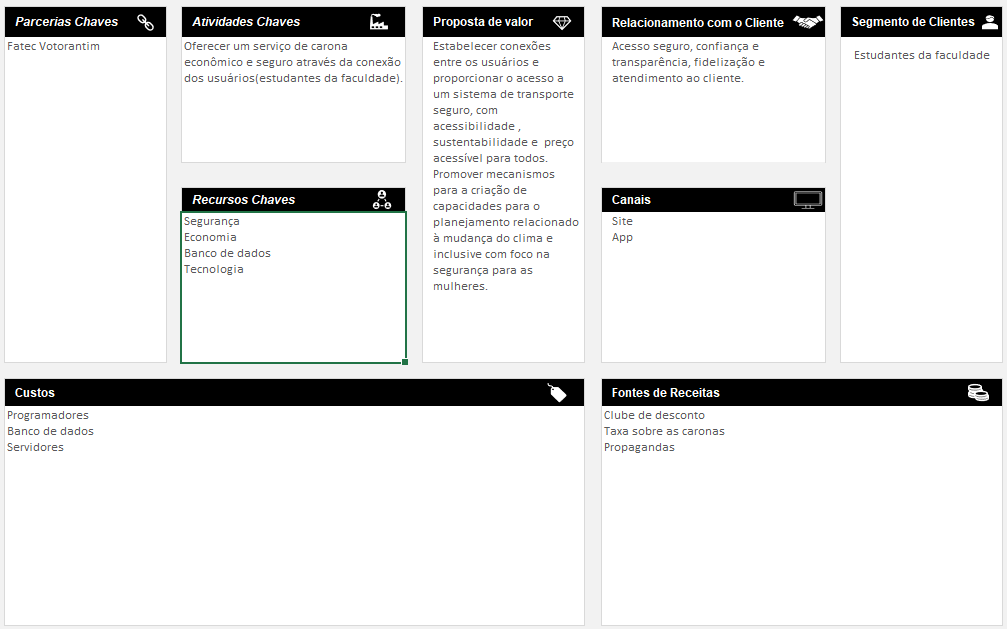 Parcerias Chaves
Fatec Votorantim
Atividades Chaves
Oferecer um serviço de carona
econômico e seguro através da conexão
dos usuários(estudantes da faculdade).
Recursos Chaves
Segurança
Economia
Banco de dados
Tecnologia
Proposta de valor
Estabelecer conexões
entre os usuários e
proporcionar o acesso a
um sistema de transporte
seguro, com
acessibilidade ,
sustentabilidade e  preço
acessível para todos.
Promover mecanismos
para a criação de
capacidades para o
planejamento relacionado
à mudança do clima e
inclusive com foco na
segurança para as
mulheres.
Relacionamento com o Cliente
Acesso seguro, confiança e
transparência, fidelização e
atendimento ao cliente.
Canais
Site
App
Segmento de Clientes
Estudantes da faculdade
Custos
Programadores
Banco de dados
Servidores
Fontes de Receitas
Clube de desconto
Taxa sobre as caronas
Propagandas